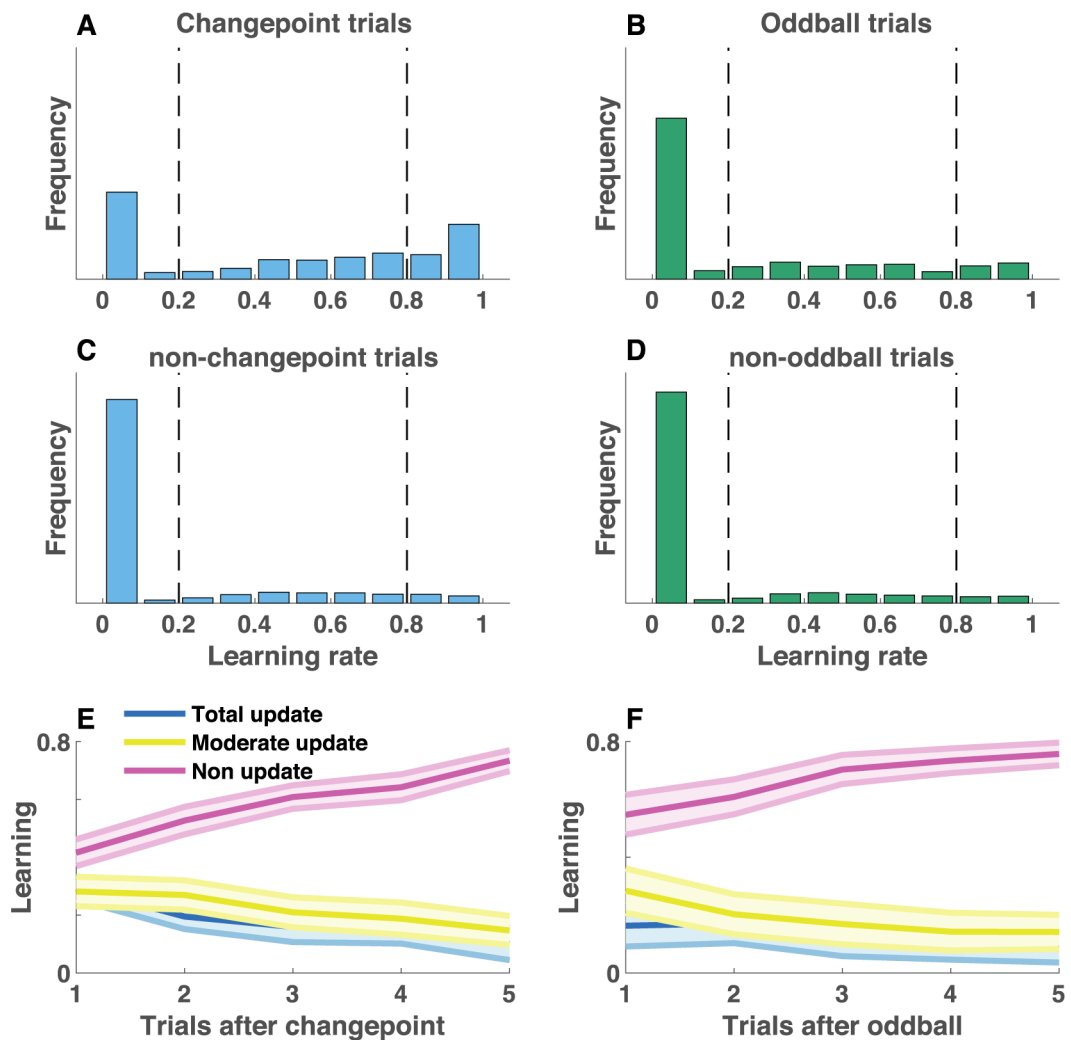 A
Changepoint trials
Frequency
0 0.2 0.4 0.6 0.8 1
B
Oddball trials
Frequency
0 0.2 0.4 0.6 0.8 1
C
non-changepoint trials
Frequency
0 0.2 0.4 0.6 0.8 1
Learning rate
D
non-oddball trials
Frequency
0 0.2 0.4 0.6 0.8 1
Learning rate
E
Total update
Moderate update
Non update
0.8
Learning
0
1 2 3 4 5
Trials after changepoint
F
0.8
Learning
0
1 2 3 4 5
Trials after oddball